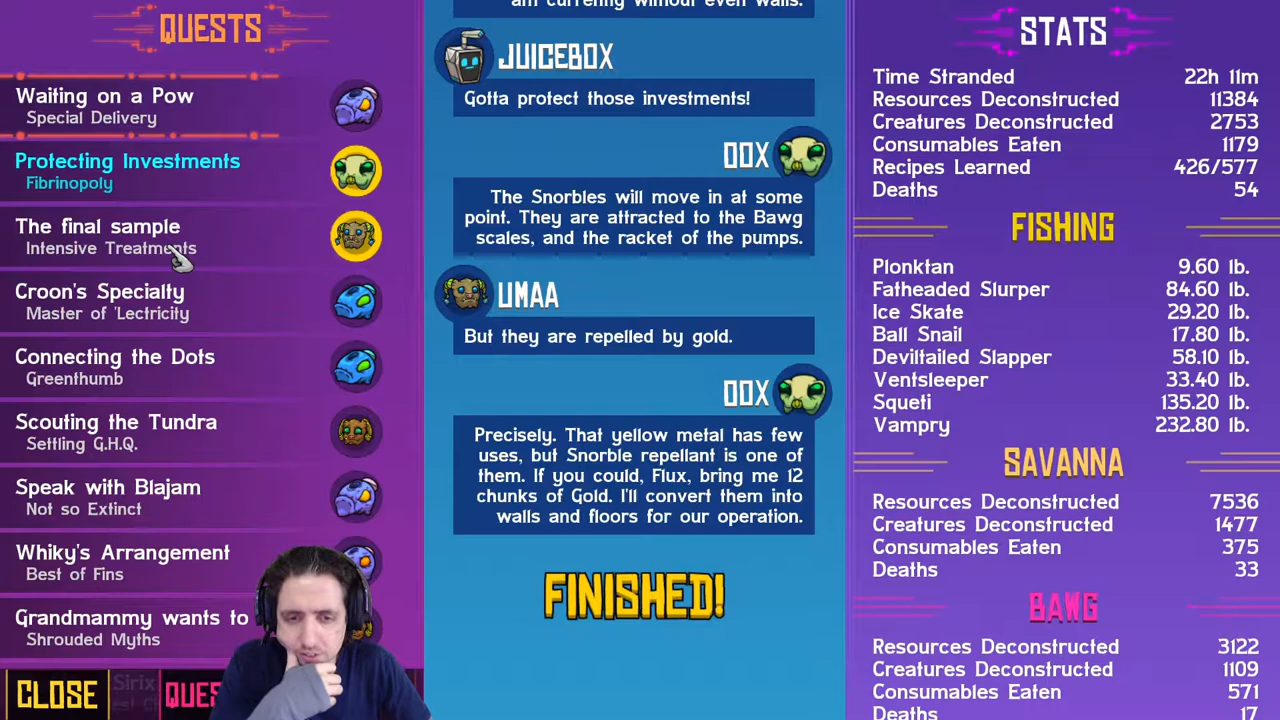 QUESTS
Waiting on a Pow
Special Delivery
Protecting Investments
Fibrinopoly
The final sample
Intensive Treatments
Croon's Specialty
Master of 'Lectricity
Connecting the Dots
Greenthumb
Scouting the Tundra
Settling G.H.Q.
Speak with Blajam
Not so Extinct
Whiky's Arrangement
Best of Fins
Grandmammy wants to
Shrouded Myths
CLOSE
Sirix
QUES
am currently without even walls.
JUICEBOX
Gotta protect those investments!
OOX
The Snorbles will move in at some
point. They are attracted to the Bawg
scales, and the racket of the pumps.
UMAA
But they are repelled by gold.
OOX
Precisely. That yellow metal has few
uses, but Snorble repellant is one of
them. If you could, Flux, bring me 12
chunks of Gold. I'll convert them into
walls and floors for our operation.
FINISHED!
STATS
Time Stranded 22h 11m
Resources Deconstructed 11384
Creatures Deconstructed 2753
Consumables Eaten 1179
Recipes Learned 426/577
Deaths 54
FISHING
Plonktan 9.60 lb.
Fatheaded Slurper 84.60 lb.
Ice Skate 29.20 lb.
Ball Snail 17.80 lb.
Deviltailed Slapper 58.10 lb.
Ventsleeper 33.40 lb.
Squeti 135.20 lb.
Vampry 232.80 lb.
SAVANNA
Resources Deconstructed 7536
Creatures Deconstructed 1477
Consumables Eaten 375
Deaths 33
BAWG
Resources Deconstructed 3122
Creatures Deconstructed 1109
Consumables Eaten 571
Deaths 17